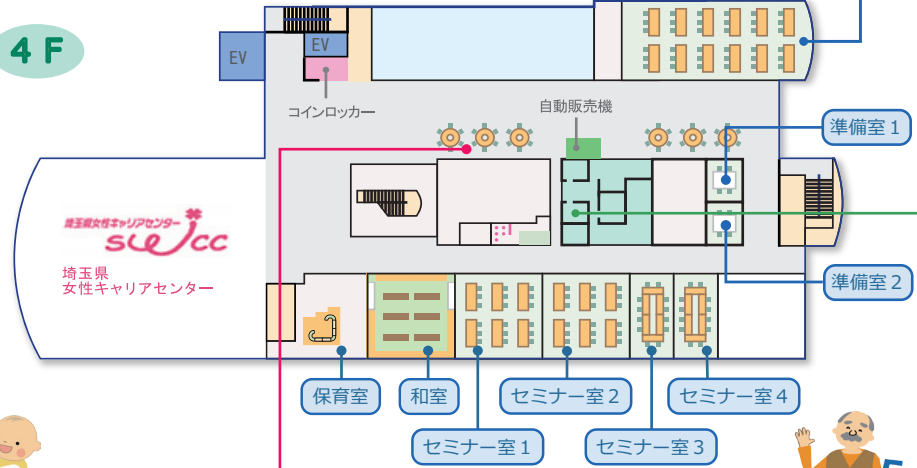 4 F
EV
EV
コインロッカー
自動販売機
準備室1
埼玉県女性キャリアセンター
swicc
埼玉県
女性キャリアセンター
準備室2
保育室
和室
セミナー室2
セミナー室4
セミナー室1
セミナー室3